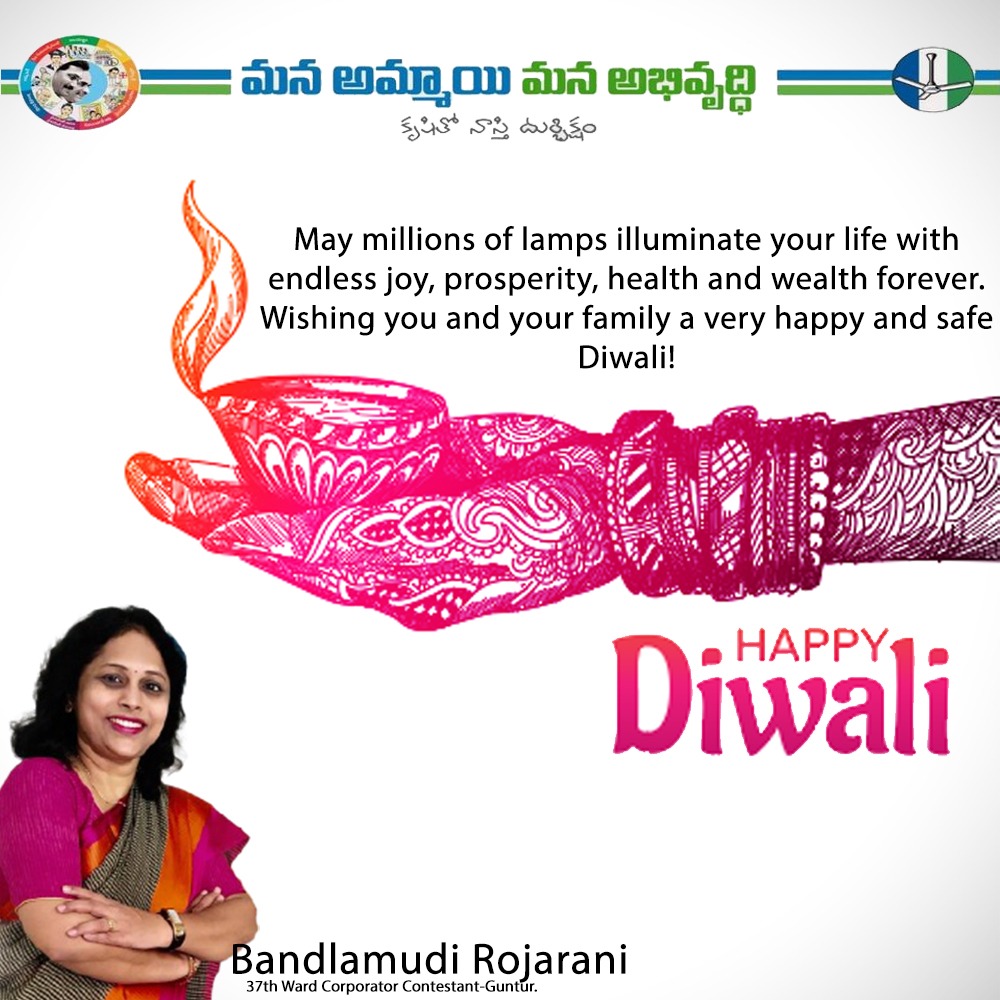 మన అమ్మాయి మన అభివృద్ధి
కృషితో నాస్తి దుర్భిక్షం
May millions of lamps illuminate your life with
endless joy, prosperity, health and wealth forever.
Wishing you and your family a very happy and safe
Diwali!
HAPPY
Diwali
Bandlamudi Rojarani
37th Ward Corporator Contestant-Guntur.